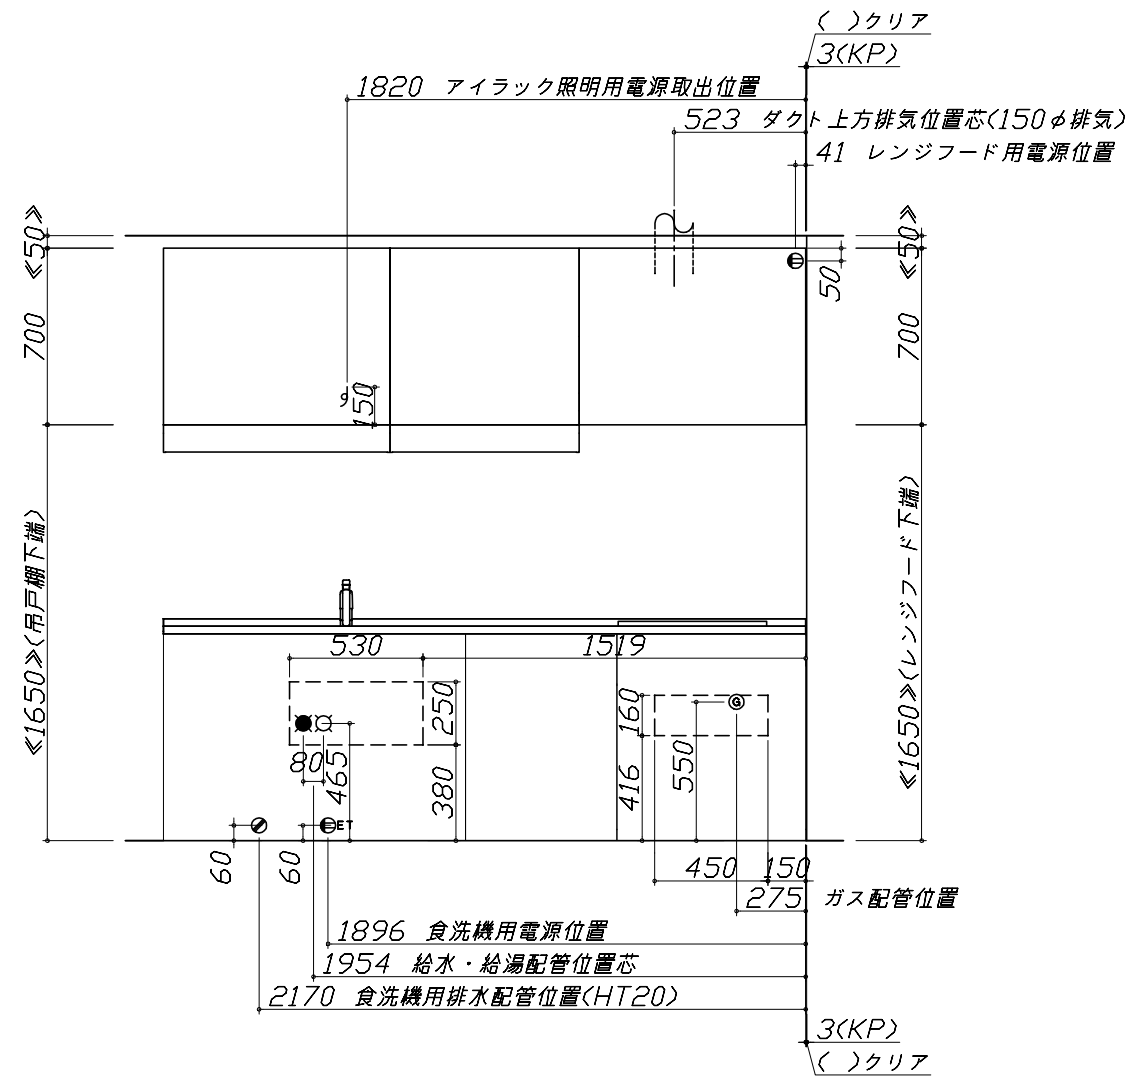 ( )クリア
3(KP)
1820 アイラック照明用電源取出位置
523 ダクト上方排気位置芯(150φ排気)
41 レンジフード用電源位置
≪50≫
≪50≫
50
700
700
150
≪1650≫(吊戸棚下端)
≪1650≫(レンジフード下端)
530
1519
250
160
G
80
465
380
416
550
ET
60
60
450
150
275 ガス配管位置
1896 食洗機用電源位置
1954 給水・給湯配管位置芯
2170 食洗機用排水配管位置(HT20)
3(KP)
( )クリア